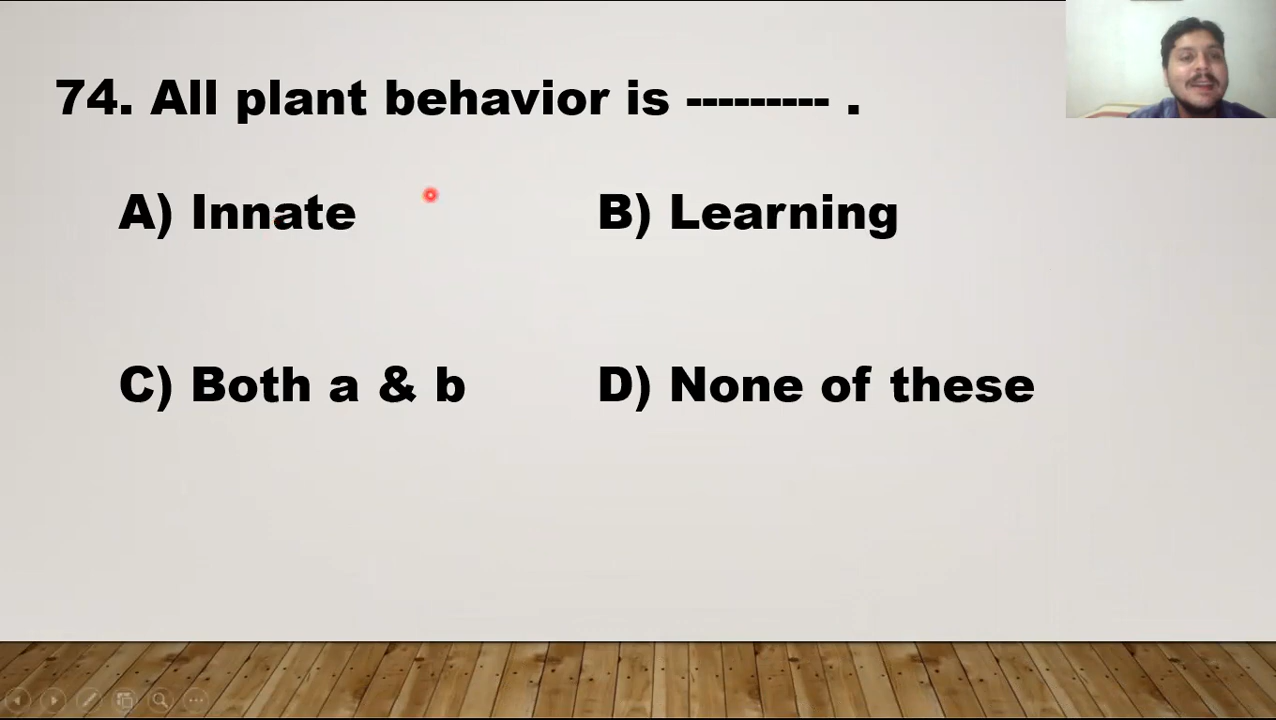 74. All plant behavior is --------- .
A) Innate B) Learning
C) Both a & b D) None of these